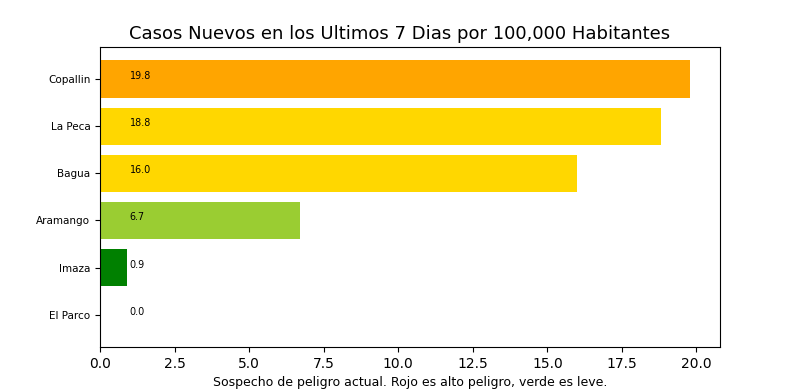 Casos Nuevos en los Ultimos 7 Dias por 100,000 Habitantes
Copallin 19.8
La Peca 18.8
Bagua 16.0
Aramango 6.7
Imaza 0.9
El Parco 0.0
0.0 2.5 5.0 7.5 10.0 12.5 15.0 17.5 20.0
Sospecho de peligro actual. Rojo es alto peligro, verde es leve.